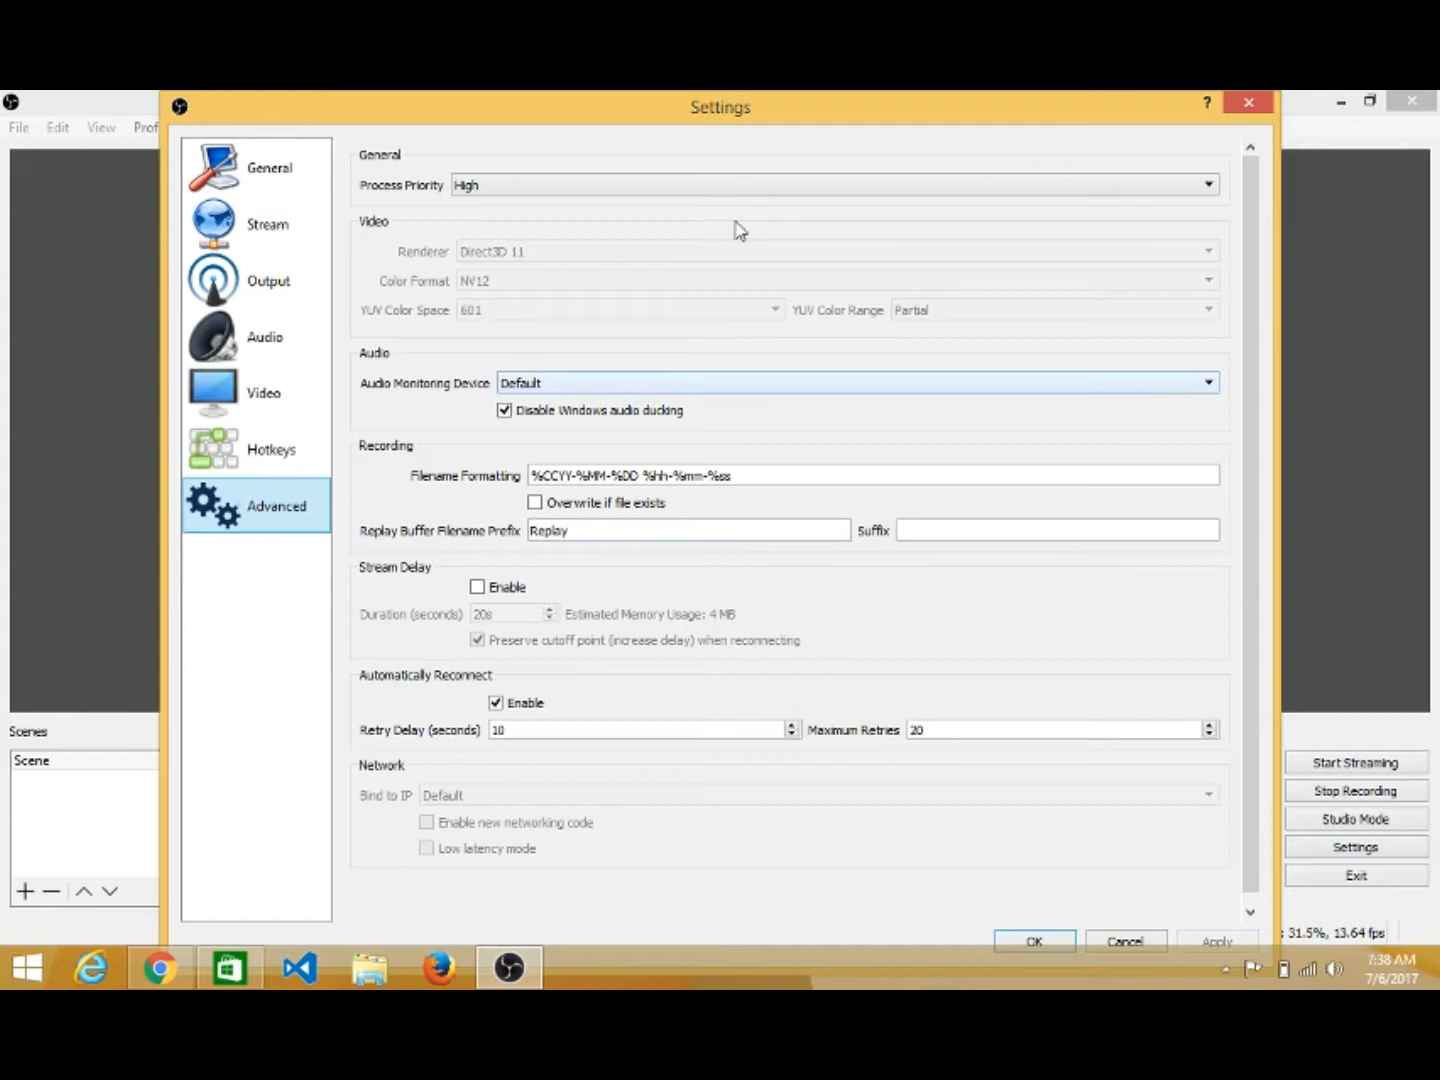 Settings
?
File Edit View Prof
General
Stream
Output
Audio
Video
Hotkeys
Advanced
General
Process Priority High
Video
Renderer Direct3D 11
Color Format NV12
YUV Color Space 601 YUV Color Range Partial
Audio
Audio Monitoring Device Default
Disable Windows audio ducking
Recording
Filename Formatting %CCYY-%MM-%DD %hh-%mm-%ss
Overwrite if file exists
Replay Buffer Filename Prefix Replay Suffix
Stream Delay
Enable
Duration (seconds) 20s Estimated Memory Usage: 4 MB
Preserve cutoff point (increase delay) when reconnecting
Automatically Reconnect
Enable
Retry Delay (seconds) 10 Maximum Retries 20
Network
Bind to IP Default
Enable new networking code
Low latency mode
OK Cancel Apply
Scenes
Scene
Start Streaming
Stop Recording
Studio Mode
Settings
Exit
: 31.5%, 13.64 fps
7:38 AM
7/6/2017